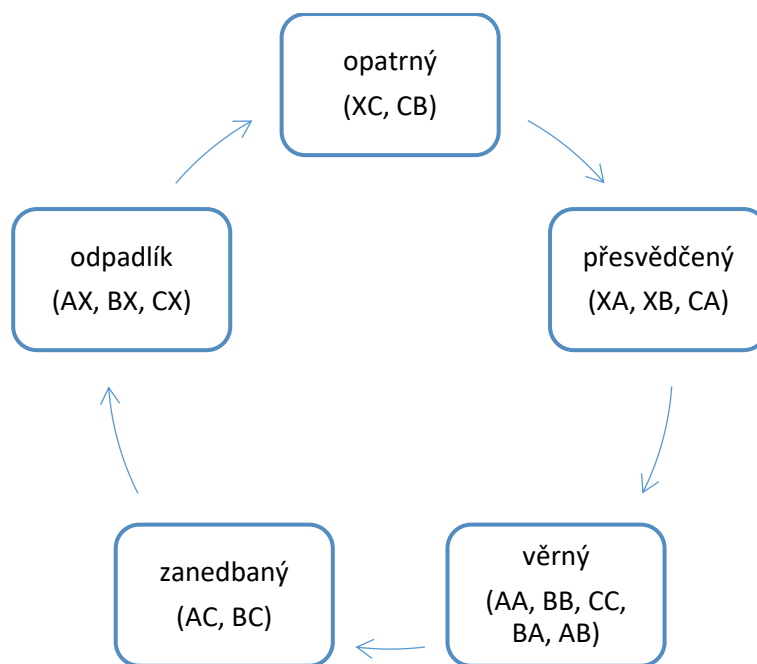 opatrný
(XC, CB)
přesvědčený
(XA, XB, CA)
věrný
(AA, BB, CC,
BA, AB)
zanedbaný
(AC, BC)
odpadlík
(AX, BX, CX)